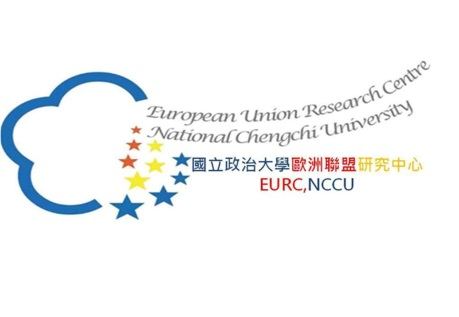 European Union Research Centre
National Chengchi University
國立政治大學歐洲聯盟研究中心
EURC,NCCU